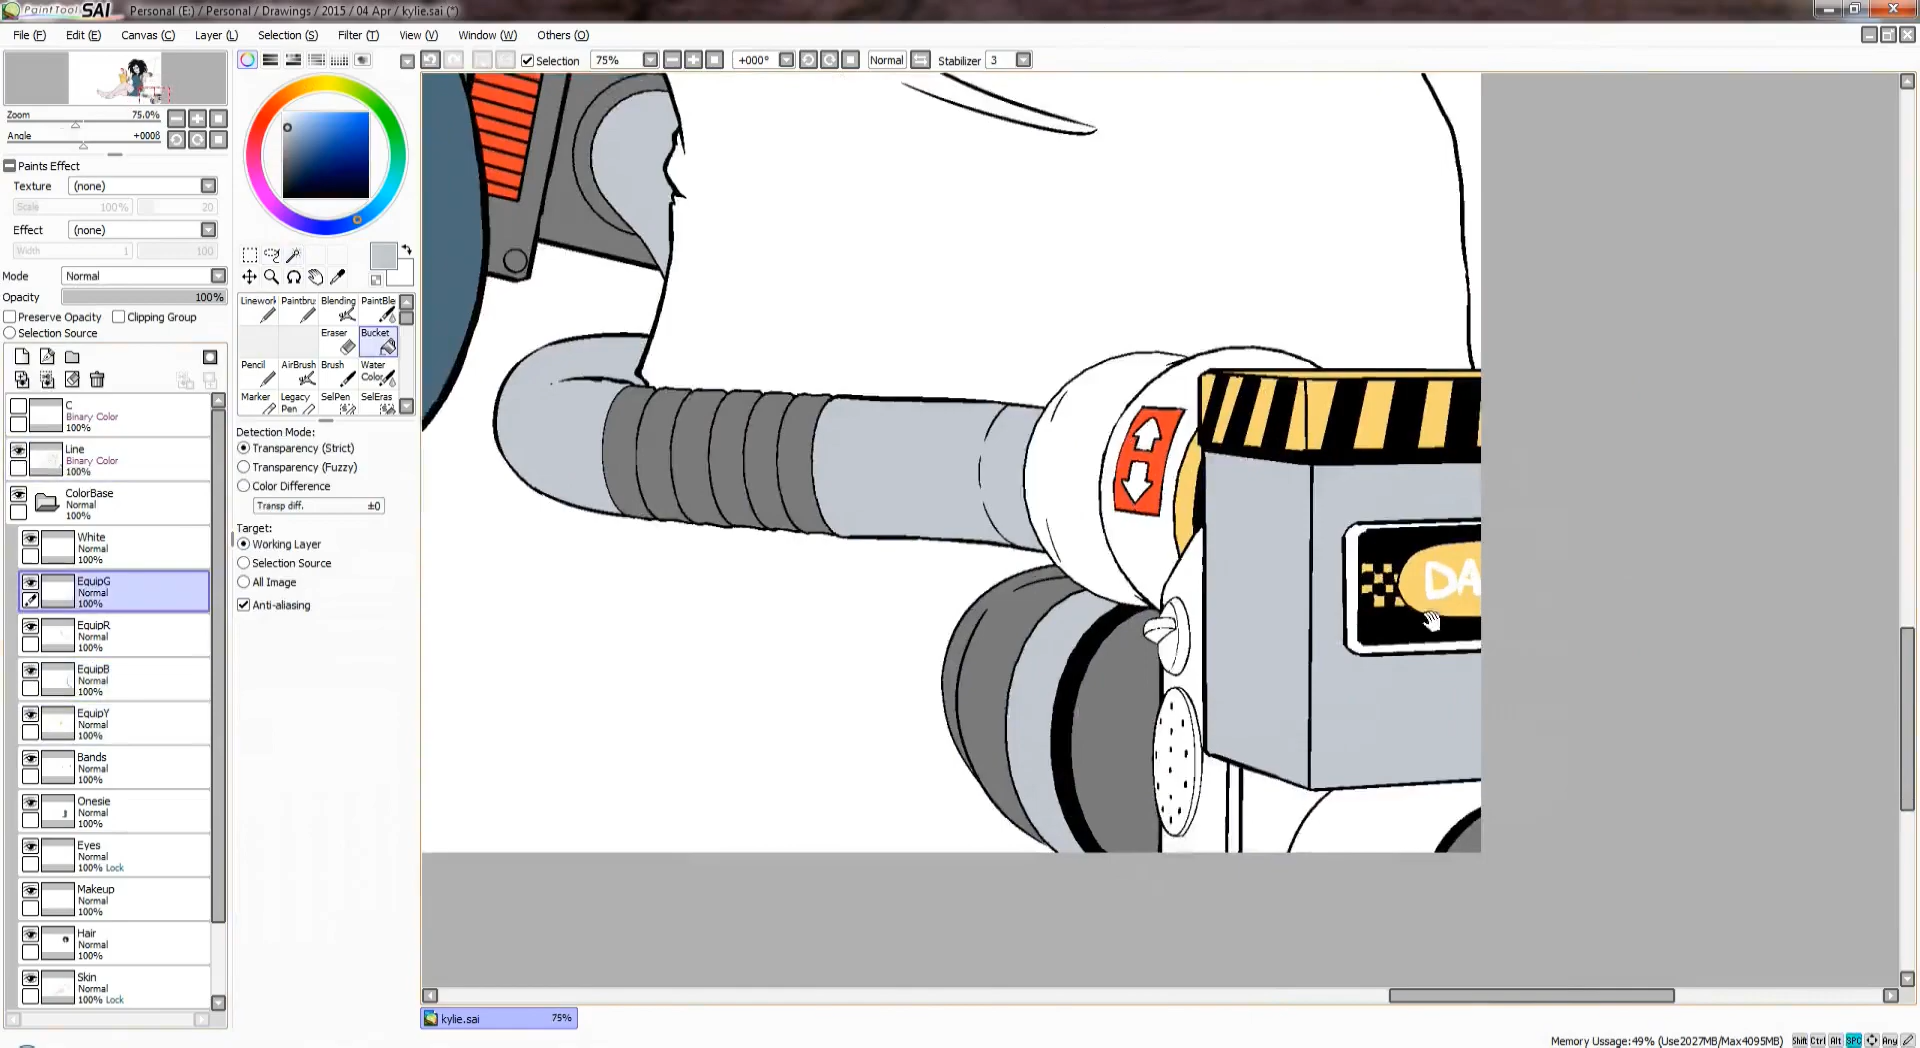 PaintTool SAI Personal (E:) / Personal / Drawings / 2015 / 04 Apr / kylie.sai (*)
File (F) Edit (E) Canvas (C) Layer (L) Selection (S) Filter (T) View (V) Window (W) Others (O)
Selection 75% +000° Normal Stabilizer 3
Zoom 75.0%
Angle +000
Paints Effect
Texture (none)
Scale 100% 20
Effect (none)
Width 1 100
Mode Normal
Opacity 100%
Preserve Opacity Clipping Group
Selection Source
C
Binary Color
100%
Line
Binary Color
100%
ColorBase
Normal
100%
White
Normal
100%
EquipG
Normal
100%
EquipR
Normal
100%
EquipB
Normal
100%
EquipY
Normal
100%
Bands
Normal
100%
Onesie
Normal
100%
Eyes
Normal
100% Lock
Makeup
Normal
100%
Hair
Normal
100%
Skin
Normal
100% Lock
Linework Paintbru Blending PaintBle
Eraser Bucket
Pencil AirBrush Brush Water Color
Marker Legacy Pen SelPen SelEras
Detection Mode:
Transparency (Strict)
Transparency (Fuzzy)
Color Difference
Transp diff. ±0
Target:
Working Layer
Selection Source
All Image
Anti-aliasing
DA
kylie.sai 75%
Memory Ussage:49% (Use2027MB/Max4095MB) Shift Ctrl Alt SPC Any